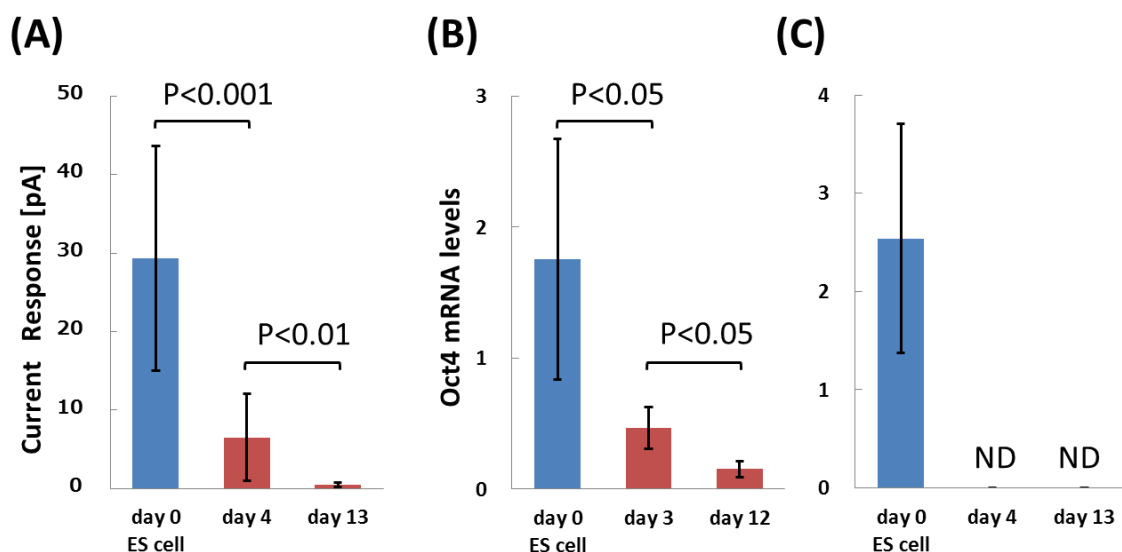 (A)
Current Response [pA]
50
40
30
20
10
0
P<0.001
P<0.01
day 0
ES cell
day 4
day 13
(B)
Oct4 mRNA levels
3
2
1
0
P<0.05
P<0.05
day 0
ES cell
day 3
day 12
(C)
4
3
2
1
0
ND
ND
day 0
ES cell
day 4
day 13